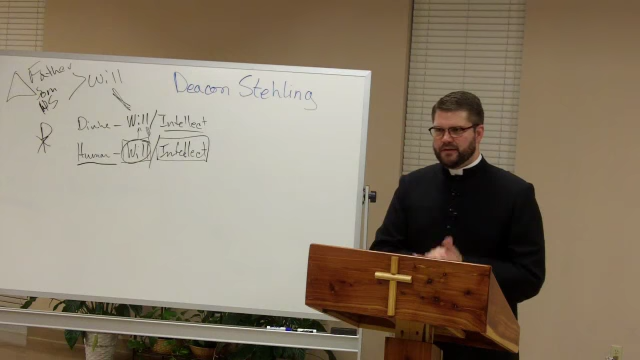 Father
Son
HS
Will
Deacon Stehling
Divine - Will / Intellect
Human - Will / Intellect